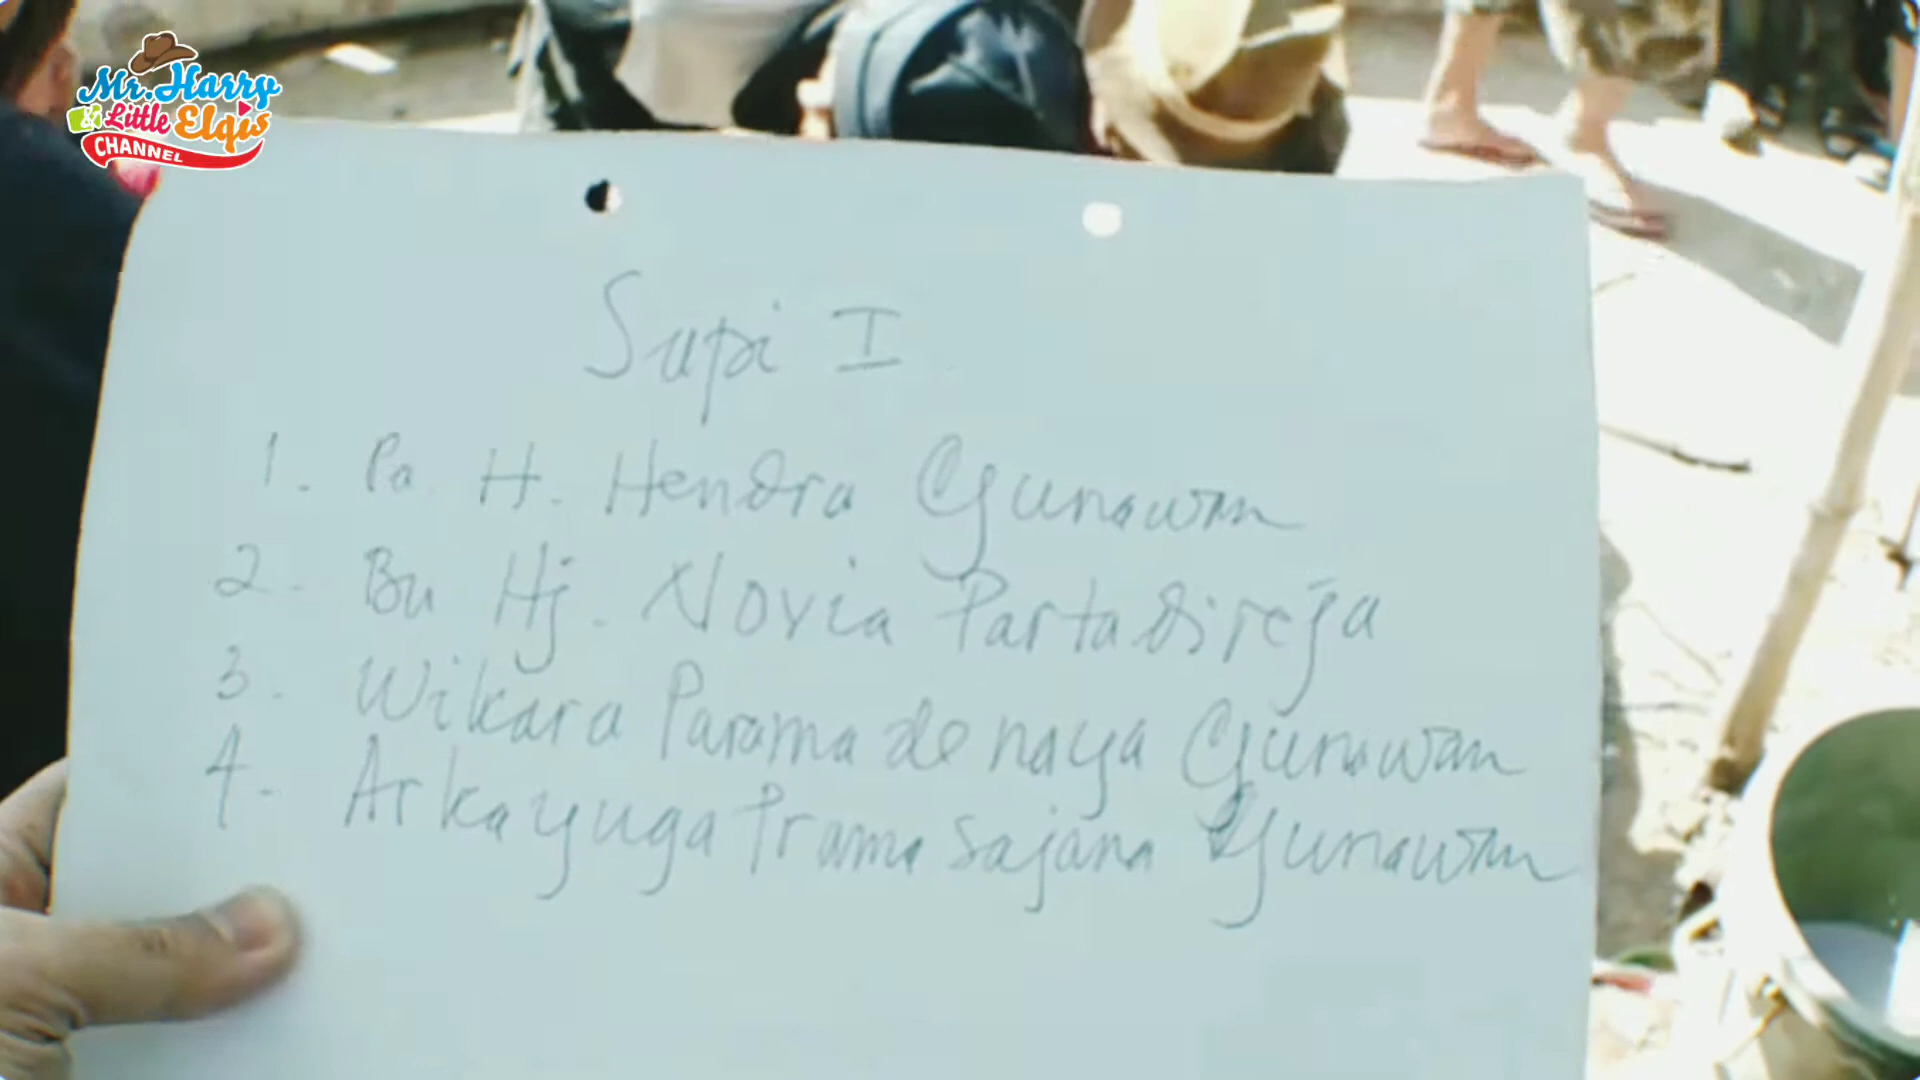 Mr. Harry
& Little Elqis
CHANNEL
Sapi I
1. Pa H. Hendra Gunawan
2. Bu Hj. Novia Partadireja
3. Wikara Paramadenaya Gunawan
4. Arkayuga Pramasajana Gunawan